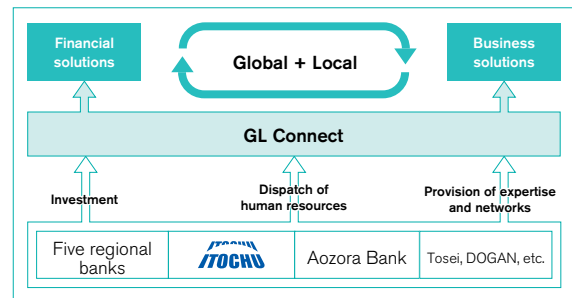 Financial
solutions
Global + Local
Business
solutions
GL Connect
Investment
Dispatch of
human resources
Provision of expertise
and networks
Five regional
banks
ITOCHU
ITOCHU
Aozora Bank
Tosei, DOGAN, etc.